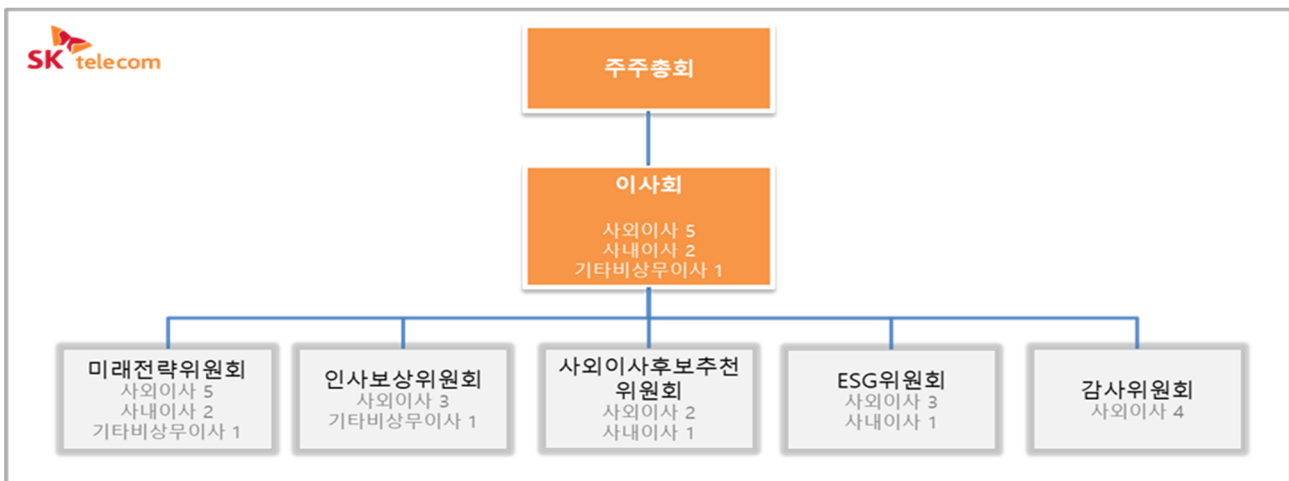 SK telecom
주주총회
이사회
사외이사 5
사내이사 2
기타비상무이사 1
미래전략위원회
사외이사 5
사내이사 2
기타비상무이사 1
인사보상위원회
사외이사 3
기타비상무이사 1
사외이사후보추천
위원회
사외이사 2
사내이사 1
ESG위원회
사외이사 3
사내이사 1
감사위원회
사외이사 4